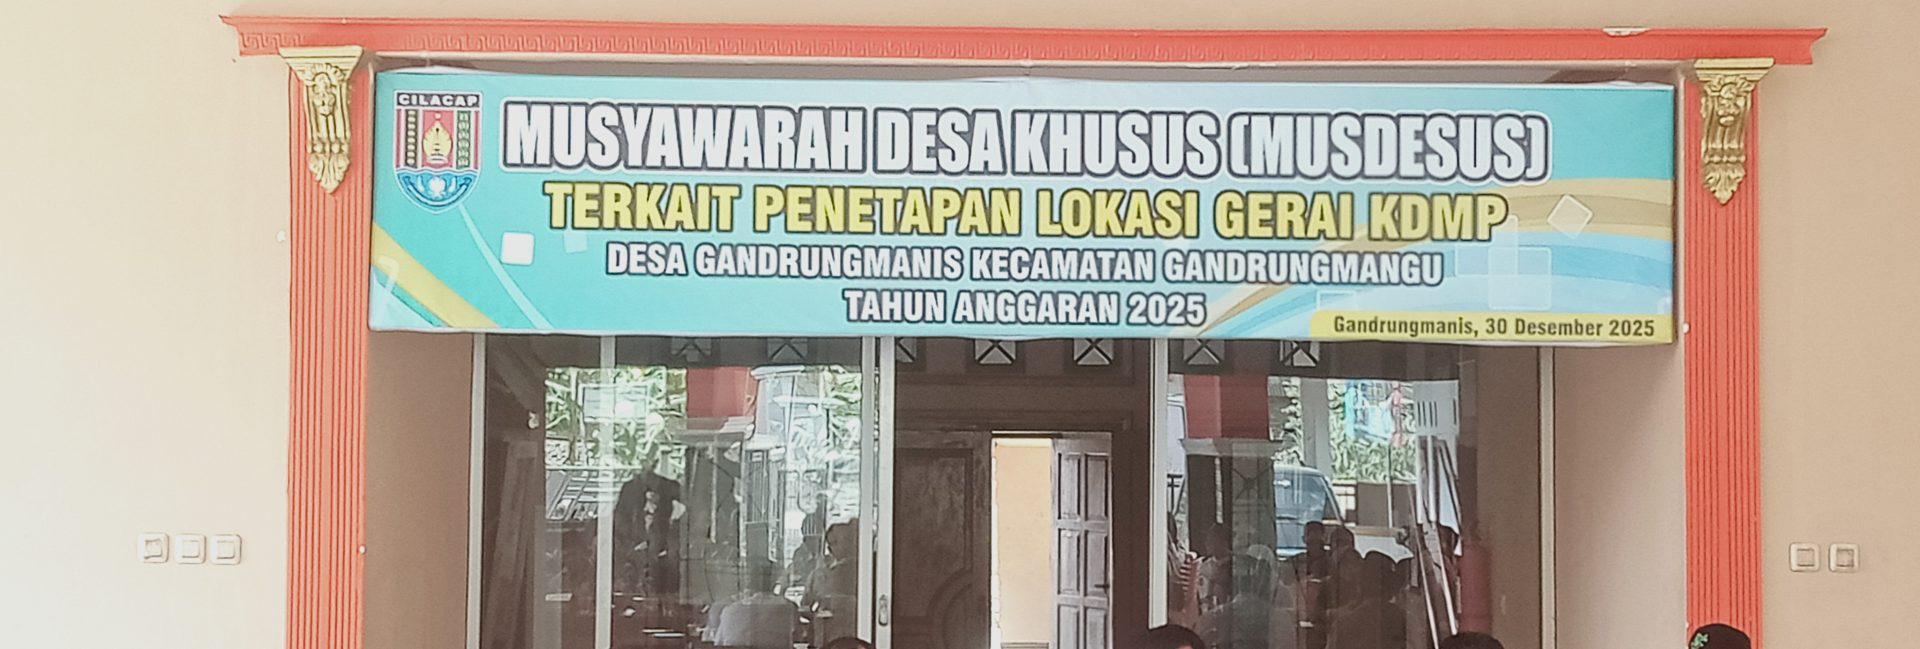 CILACAP
MUSYAWARAH DESA KHUSUS (MUSDESUS)
TERKAIT PENETAPAN LOKASI GERAI KDMP
DESA GANDRUNGMANIS KECAMATAN GANDRUNGMANGU
TAHUN ANGGARAN 2025
Gandrungmanis, 30 Desember 2025